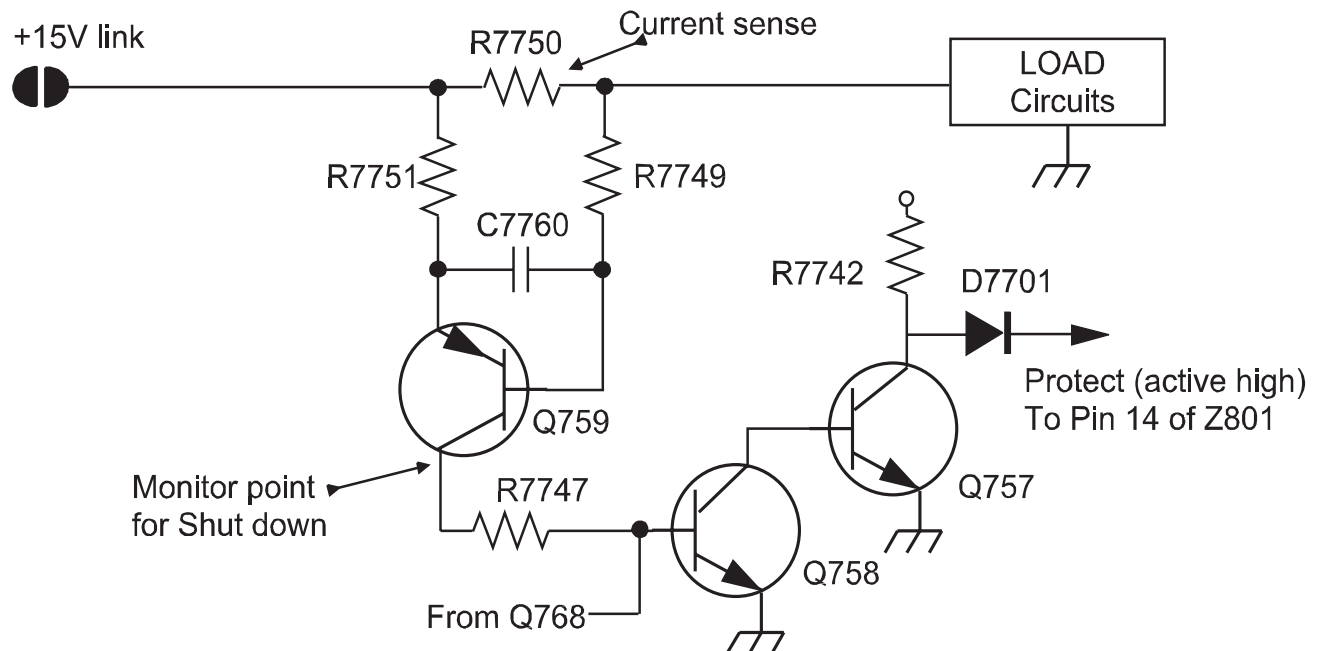 +15V link
R7750
Current sense
LOAD
Circuits
R7751
R7749
C7760
R7742
D7701
Protect (active high)
To Pin 14 of Z801
Q759
Monitor point
for Shut down
R7747
Q757
Q758
From Q768